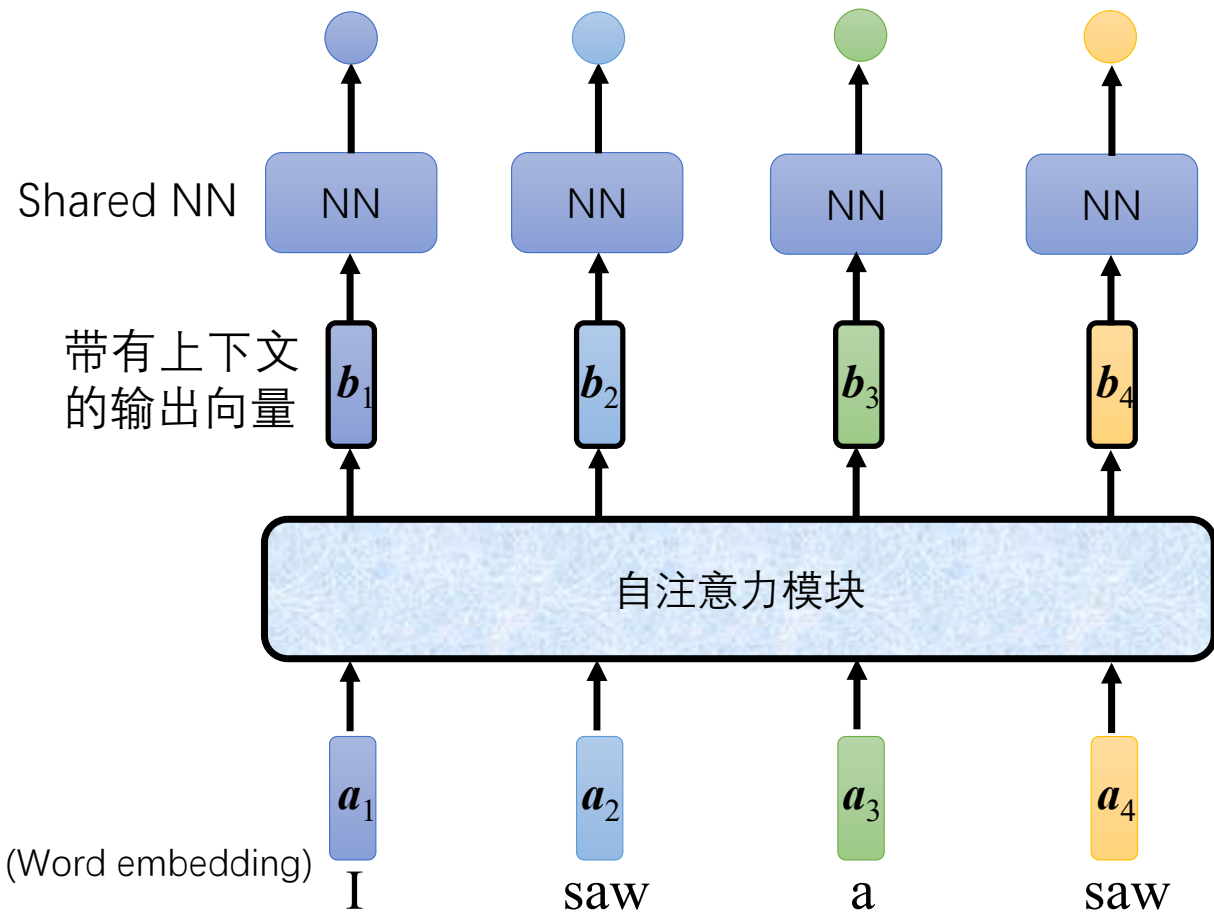 Shared NN
NN NN NN NN
带有上下文
的输出向量
b1 b2 b3 b4
自注意力模块
a1 a2 a3 a4
(Word embedding)
I saw a saw